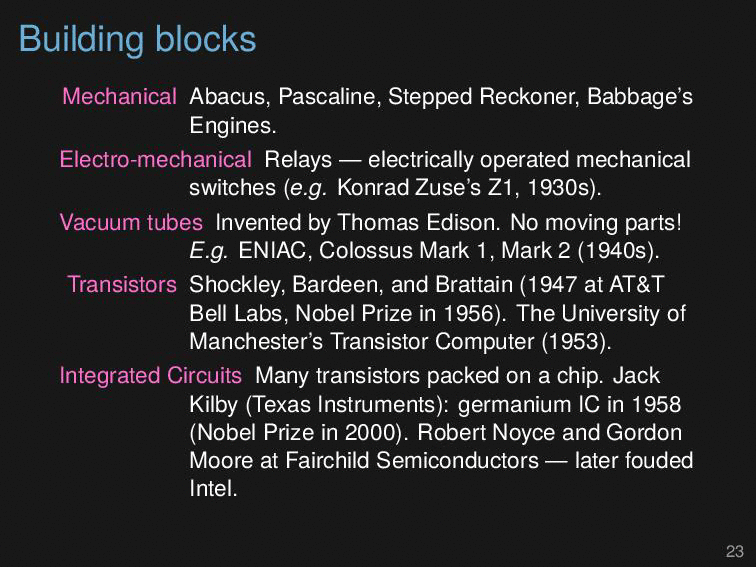 Building blocks
Mechanical Abacus, Pascaline, Stepped Reckoner, Babbage's
Engines.
Electro-mechanical Relays — electrically operated mechanical
switches (e.g. Konrad Zuse's Z1, 1930s).
Vacuum tubes Invented by Thomas Edison. No moving parts!
E.g. ENIAC, Colossus Mark 1, Mark 2 (1940s).
Transistors Shockley, Bardeen, and Brattain (1947 at AT&T
Bell Labs, Nobel Prize in 1956). The University of
Manchester's Transistor Computer (1953).
Integrated Circuits Many transistors packed on a chip. Jack
Kilby (Texas Instruments): germanium IC in 1958
(Nobel Prize in 2000). Robert Noyce and Gordon
Moore at Fairchild Semiconductors — later fouded
Intel.
23